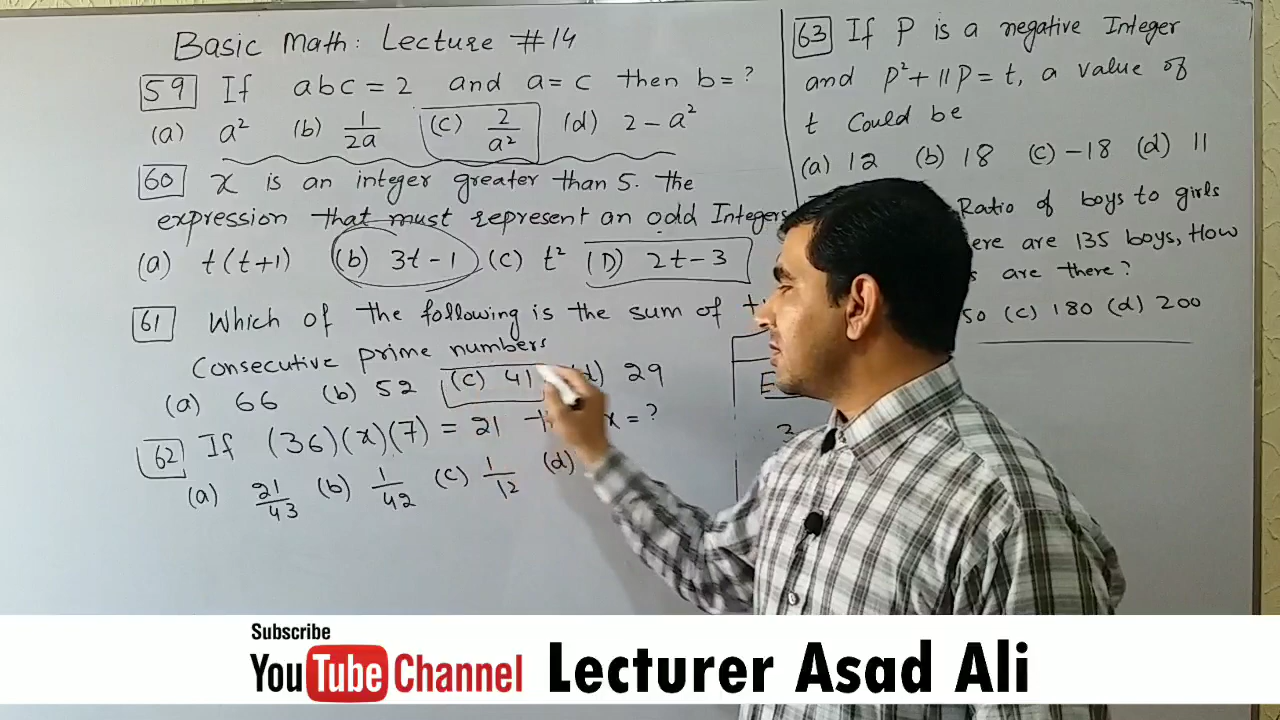 Basic Math: Lecture #14
59 If abc = 2 and a = c then b = ?
(a) a² (b) 1/2a (c) 2/a² (d) 2 - a²
60 x is an integer greater than 5. The
expression that must represent an odd Integers
(a) t(t+1) (b) 3t-1 (c) t² (D) 2t-3
61 Which of the following is the sum of
Consecutive prime numbers
(a) 66 (b) 52 (c) 41 (d) 29
62 If (36)(x)(7) = 21 x = ?
(a) 21/43 (b) 1/42 (c) 1/12 (d)
63 If P is a negative Integer
and P² + 11P = t, a value of
t Could be
(a) 12 (b) 18 (c) -18 (d) 11
Ratio of boys to girls
are 135 boys, How
are there?
50 (c) 180 (d) 200
Subscribe
YouTube Channel
Lecturer Asad Ali